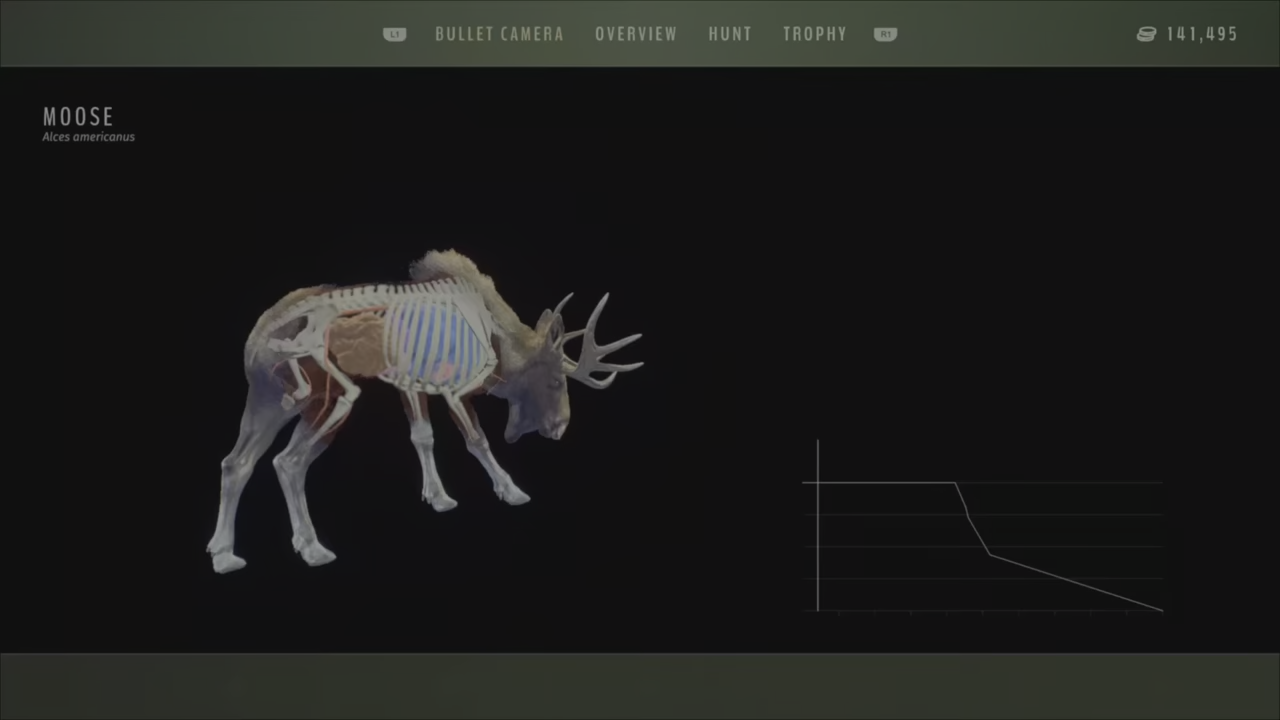 L1 BULLET CAMERA OVERVIEW HUNT TROPHY R1 141,495
MOOSE
Alces americanus